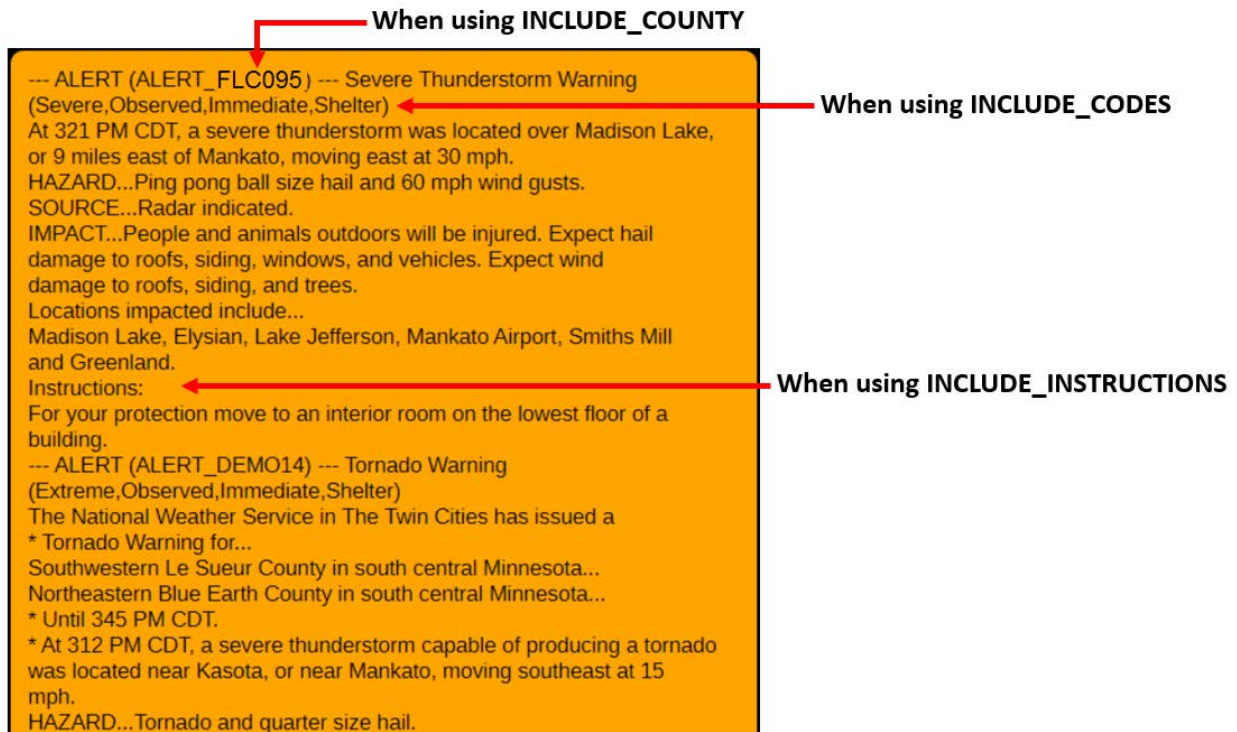 When using INCLUDE_COUNTY
--- ALERT (ALERT_FLC095) --- Severe Thunderstorm Warning
(Severe,Observed,Immediate,Shelter)
When using INCLUDE_CODES
At 321 PM CDT, a severe thunderstorm was located over Madison Lake,
or 9 miles east of Mankato, moving east at 30 mph.
HAZARD...Ping pong ball size hail and 60 mph wind gusts.
SOURCE...Radar indicated.
IMPACT...People and animals outdoors will be injured. Expect hail
damage to roofs, siding, windows, and vehicles. Expect wind
damage to roofs, siding, and trees.
Locations impacted include...
Madison Lake, Elysian, Lake Jefferson, Mankato Airport, Smiths Mill
and Greenland.
Instructions:
When using INCLUDE_INSTRUCTIONS
For your protection move to an interior room on the lowest floor of a
building.
--- ALERT (ALERT_DEMO14) --- Tornado Warning
(Extreme,Observed,Immediate,Shelter)
The National Weather Service in The Twin Cities has issued a
* Tornado Warning for...
Southwestern Le Sueur County in south central Minnesota...
Northeastern Blue Earth County in south central Minnesota...
* Until 345 PM CDT.
* At 312 PM CDT, a severe thunderstorm capable of producing a tornado
was located near Kasota, or near Mankato, moving southeast at 15
mph.
HAZARD...Tornado and quarter size hail.